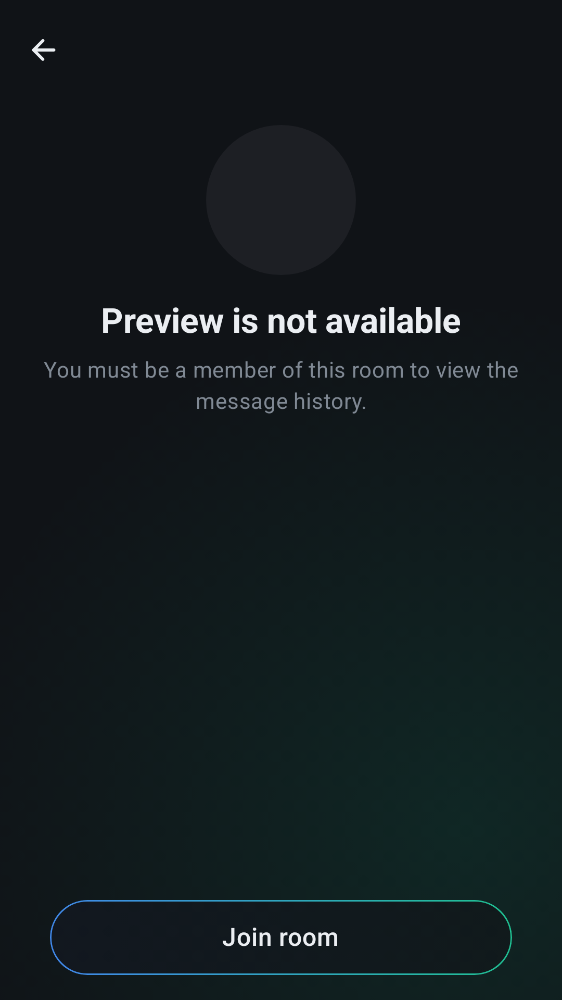 Preview is not available
You must be a member of this room to view the
message history.
Join room